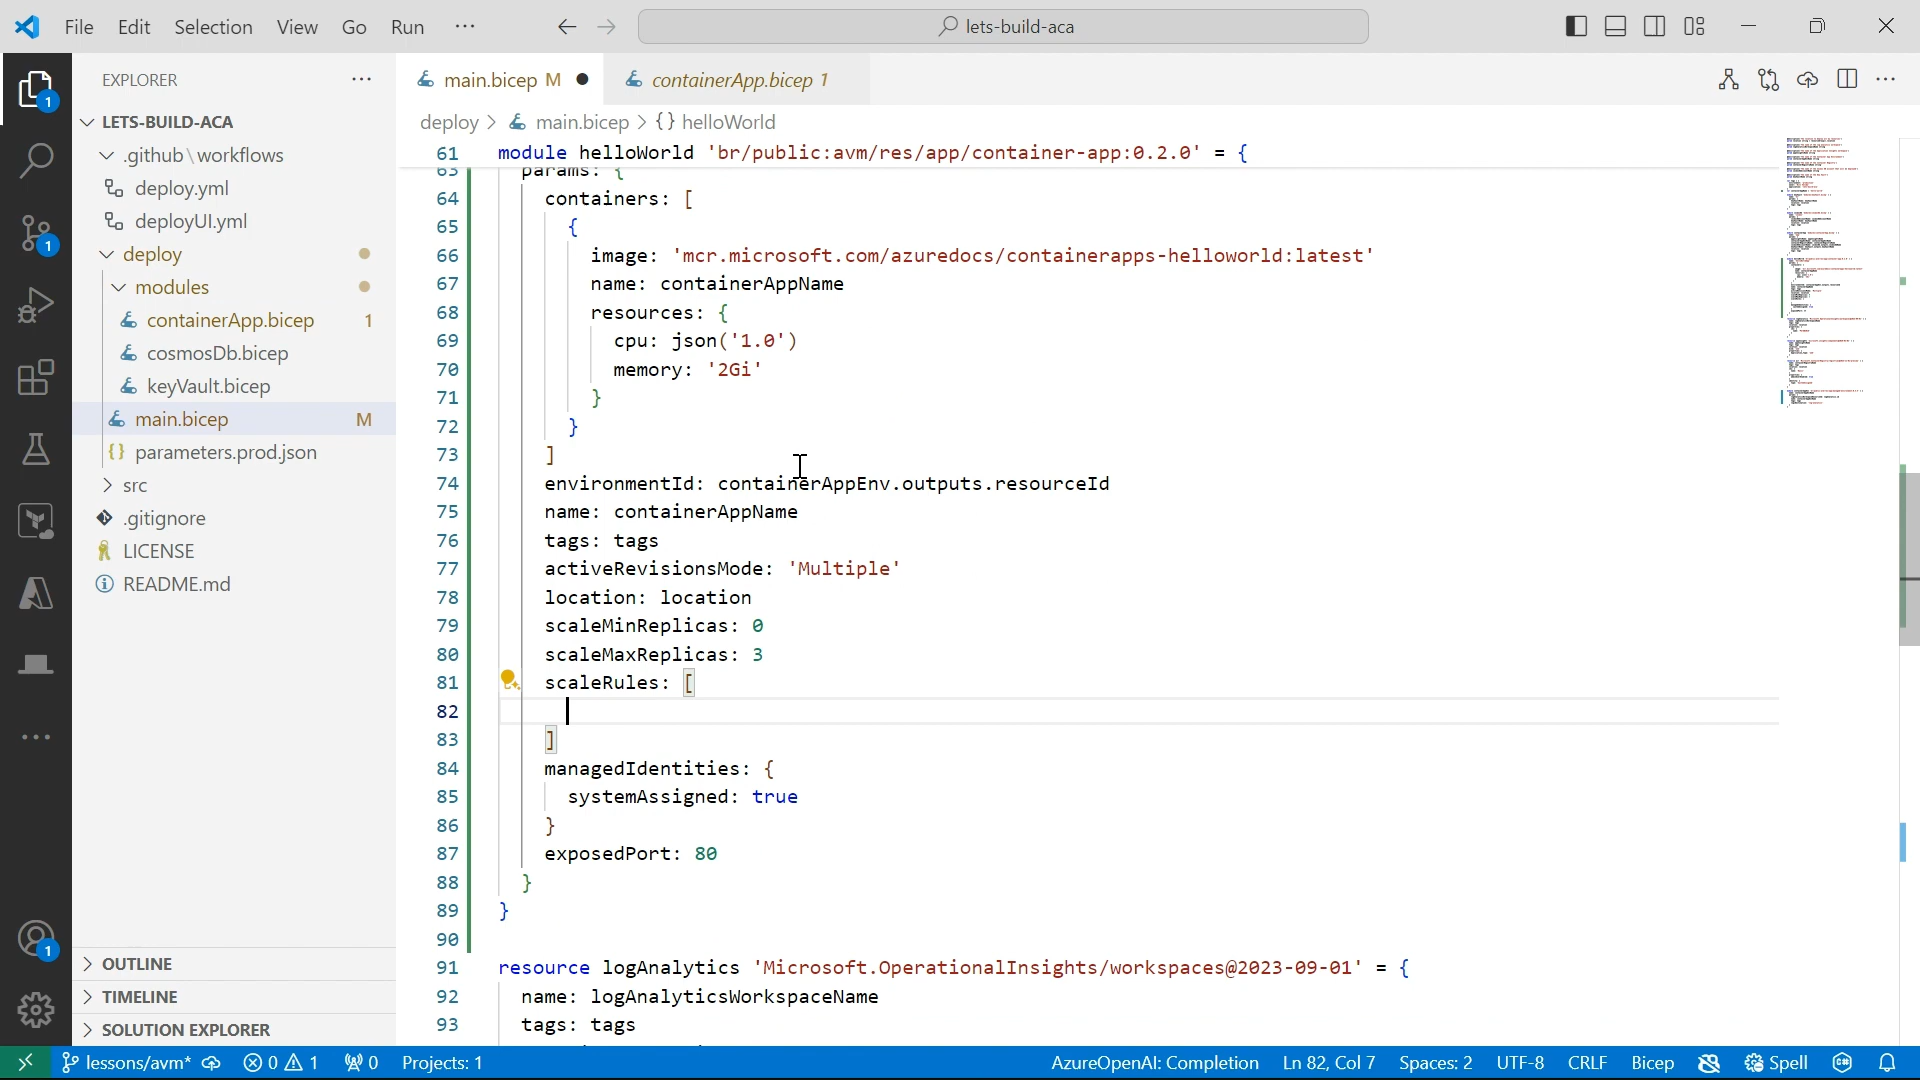 File Edit Selection View Go Run ···
lets-build-aca
EXPLORER
LETS-BUILD-ACA
.github\workflows
deploy.yml
deployUI.yml
deploy
modules
containerApp.bicep 1
cosmosDb.bicep
keyVault.bicep
main.bicep M
parameters.prod.json
src
.gitignore
LICENSE
README.md
OUTLINE
TIMELINE
SOLUTION EXPLORER
1
1
1
main.bicep M
containerApp.bicep 1
deploy > main.bicep > {} helloWorld
61 module helloWorld 'br/public:avm/res/app/container-app:0.2.0' = {
63 params: {
64 containers: [
65 {
66 image: 'mcr.microsoft.com/azuredocs/containerapps-helloworld:latest'
67 name: containerAppName
68 resources: {
69 cpu: json('1.0')
70 memory: '2Gi'
71 }
72 }
73 ]
74 environmentId: containerAppEnv.outputs.resourceId
75 name: containerAppName
76 tags: tags
77 activeRevisionsMode: 'Multiple'
78 location: location
79 scaleMinReplicas: 0
80 scaleMaxReplicas: 3
81 scaleRules: [
82
83 ]
84 managedIdentities: {
85 systemAssigned: true
86 }
87 exposedPort: 80
88 }
89 }
90
91 resource logAnalytics 'Microsoft.OperationalInsights/workspaces@2023-09-01' = {
92 name: logAnalyticsWorkspaceName
93 tags: tags
lessons/avm* 0 1 0 Projects: 1 AzureOpenAI: Completion Ln 82, Col 7 Spaces: 2 UTF-8 CRLF Bicep Spell